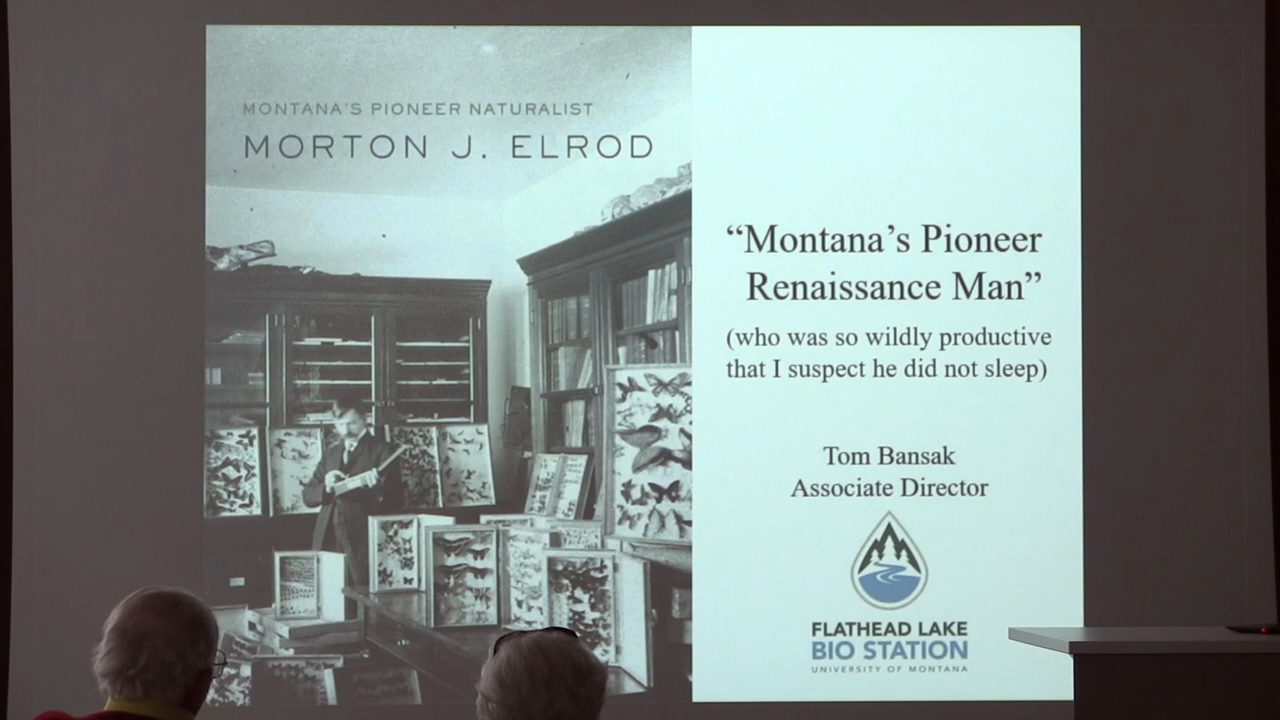 MONTANA'S PIONEER NATURALIST
MORTON J. ELROD
“Montana’s Pioneer
Renaissance Man”
(who was so wildly productive
that I suspect he did not sleep)
Tom Bansak
Associate Director
FLATHEAD LAKE
BIO STATION
UNIVERSITY OF MONTANA